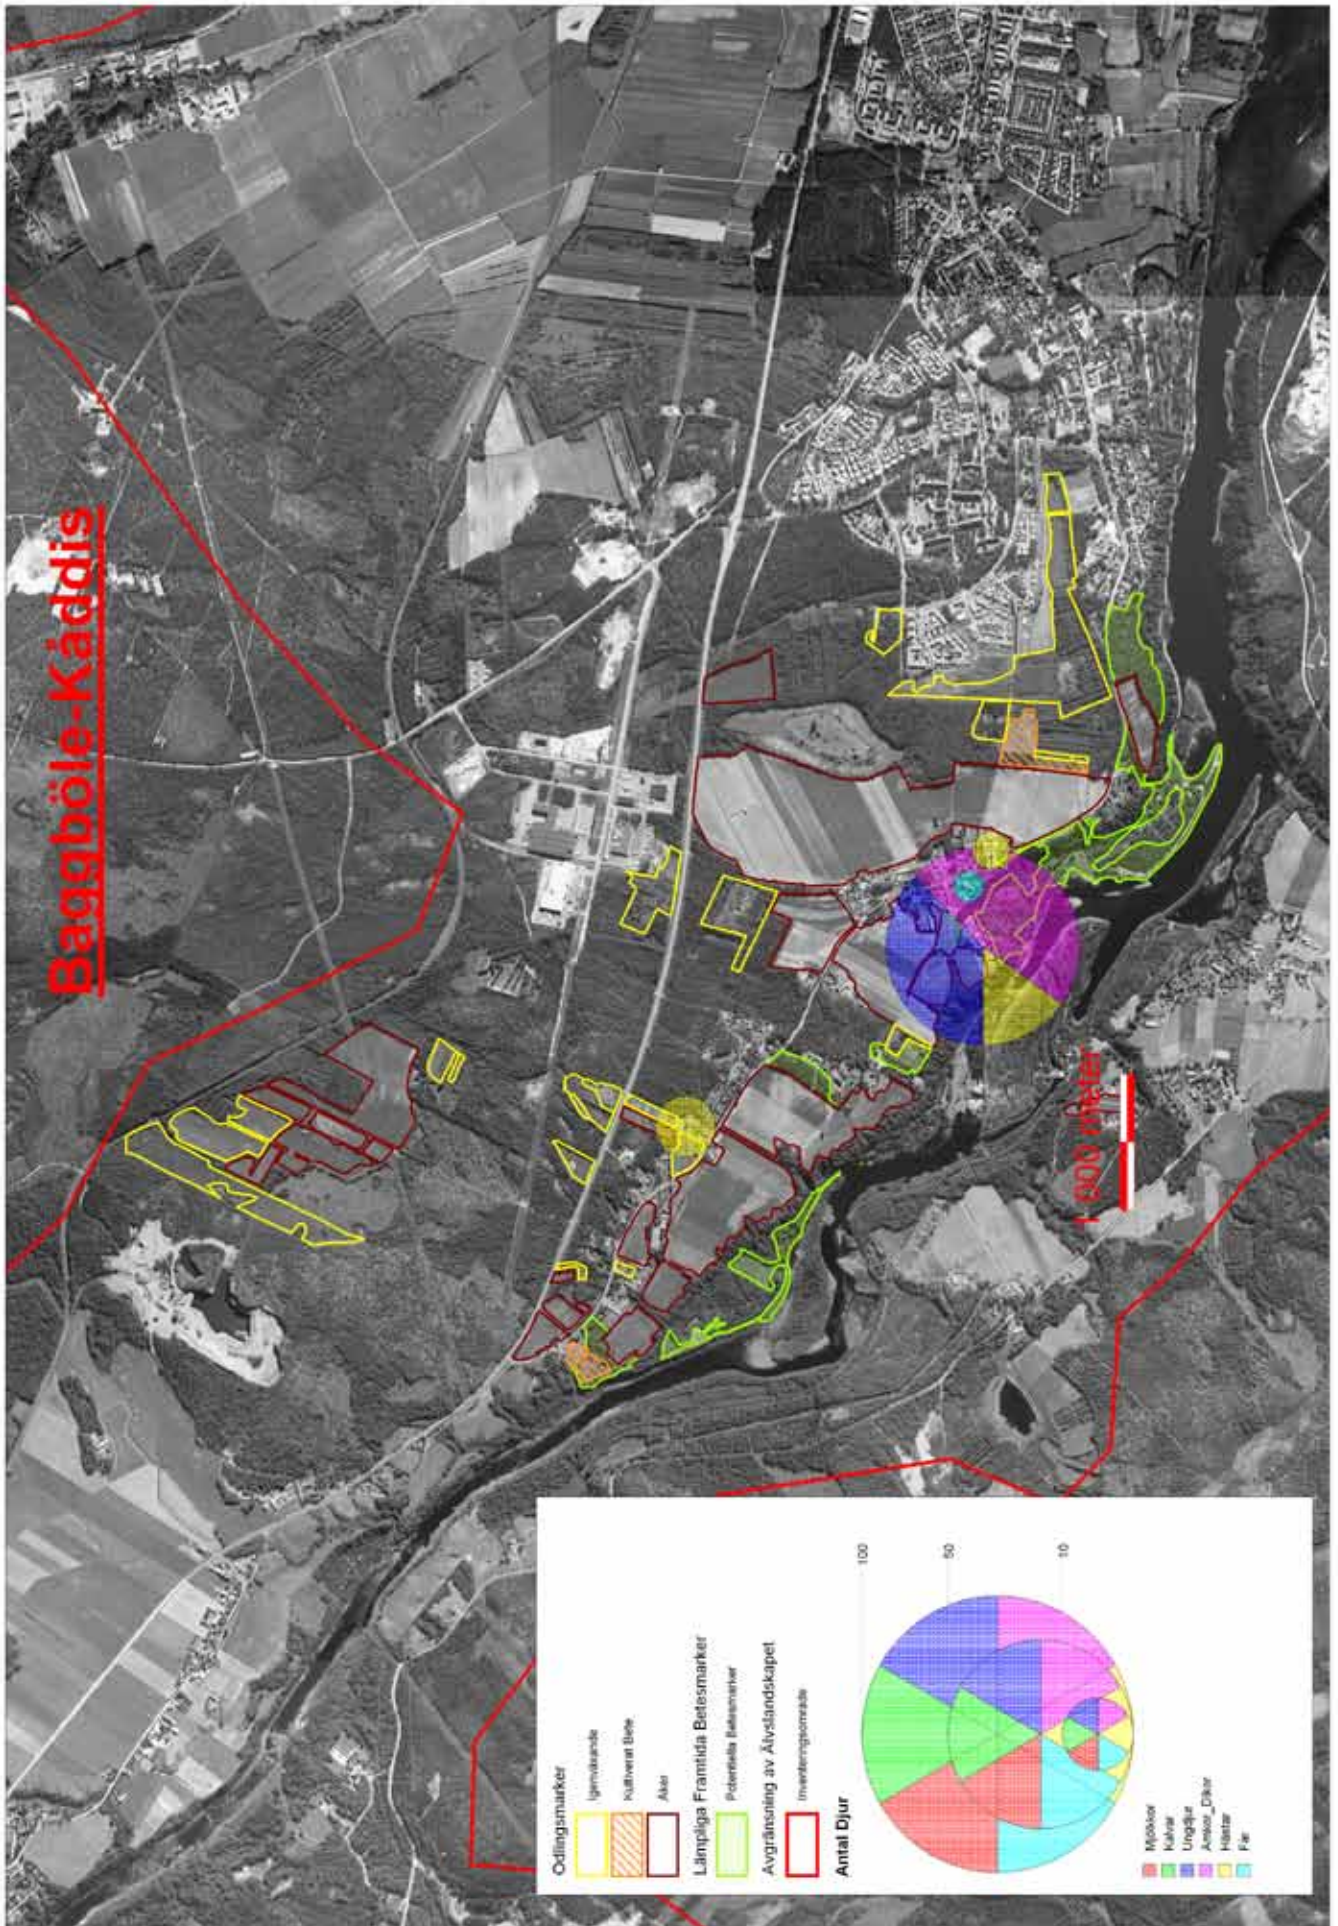 Baggböle-Kåddis
1 000 meter
Odlingsmarker
Igenväxande
Kultiverat Bete
Åker
Lämpliga Framtida Betesmarker
Potentiella Betesmarker
Avgränsning av Älvslandskapet
Inventeringsområde
Antal Djur
100
50
10
Mjölkkor
Kalvar
Ungdjur
Amkor_Dikor
Hästar
Får